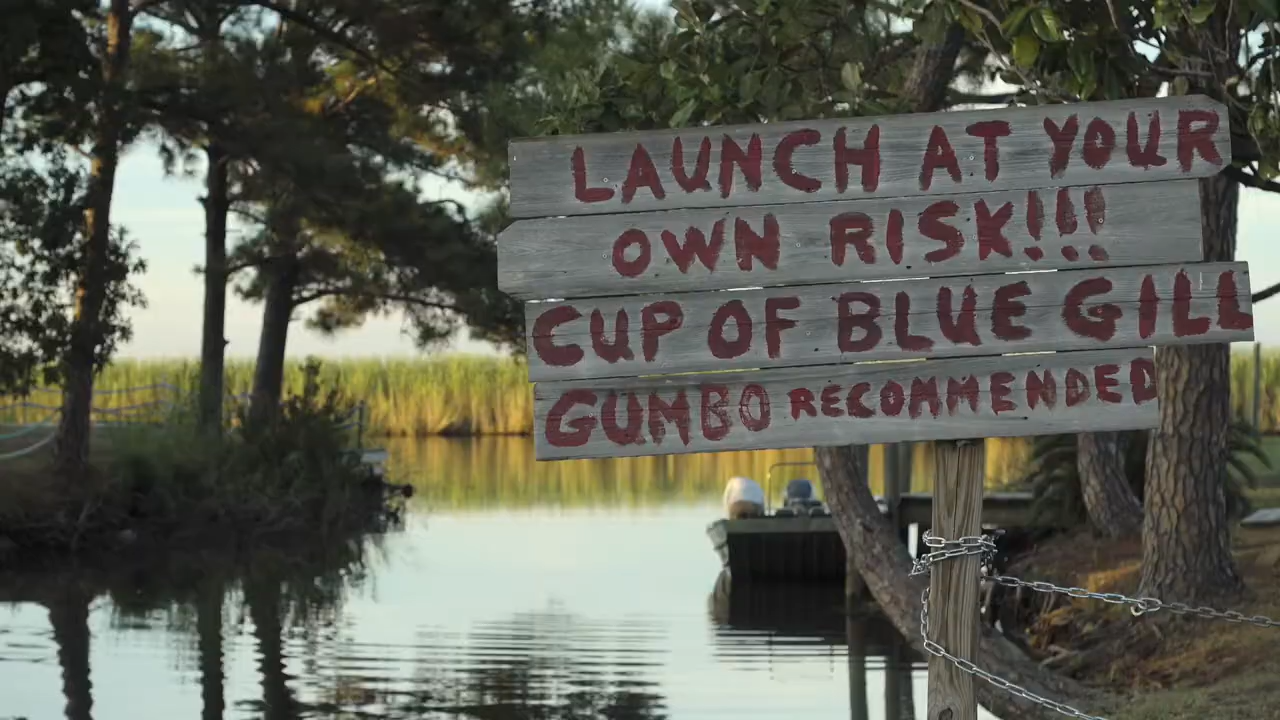 LAUNCH AT YOUR
OWN RISK!!!
CUP OF BLUE GILL
GUMBO RECOMMENDED